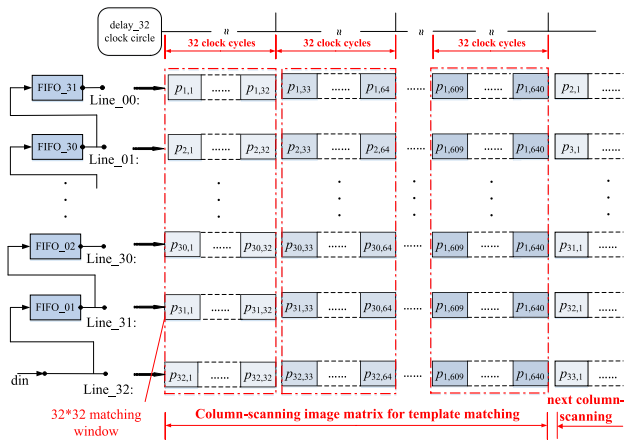 delay_32
clock circle
u u u
32 clock cycles 32 clock cycles 32 clock cycles
FIFO_31 Line_00: p1,1 ...... p1,32 p1,33 ...... p1,64 ...... p1,609 ...... p1,640 p2,1 ......
FIFO_30 Line_01: p2,1 ...... p2,32 p2,33 ...... p2,64 ...... p1,609 ...... p1,640 p3,1 ......
FIFO_02 Line_30: p30,1 ...... p30,32 p30,33 ...... p30,64 ...... p1,609 ...... p1,640 p31,1 ......
FIFO_01 Line_31: p31,1 ...... p31,32 p31,33 ...... p30,64 ...... p1,609 ...... p1,640 p32,1 ......
din Line_32: p32,1 ...... p32,32 p32,33 ...... p32,64 ...... p1,609 ...... p1,640 p33,1 ......
32*32 matching
window
Column-scanning image matrix for template matching
next column-
scanning